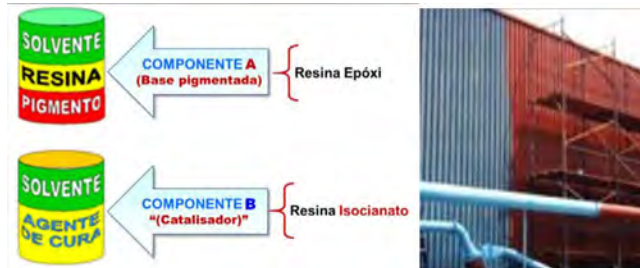 SOLVENTE
RESINA
PIGMENTO
COMPONENTE A
(Base pigmentada)
Resina Epóxi
SOLVENTE
AGENTE
DE CURA
COMPONENTE B
“(Catalisador)”
Resina Isocianato